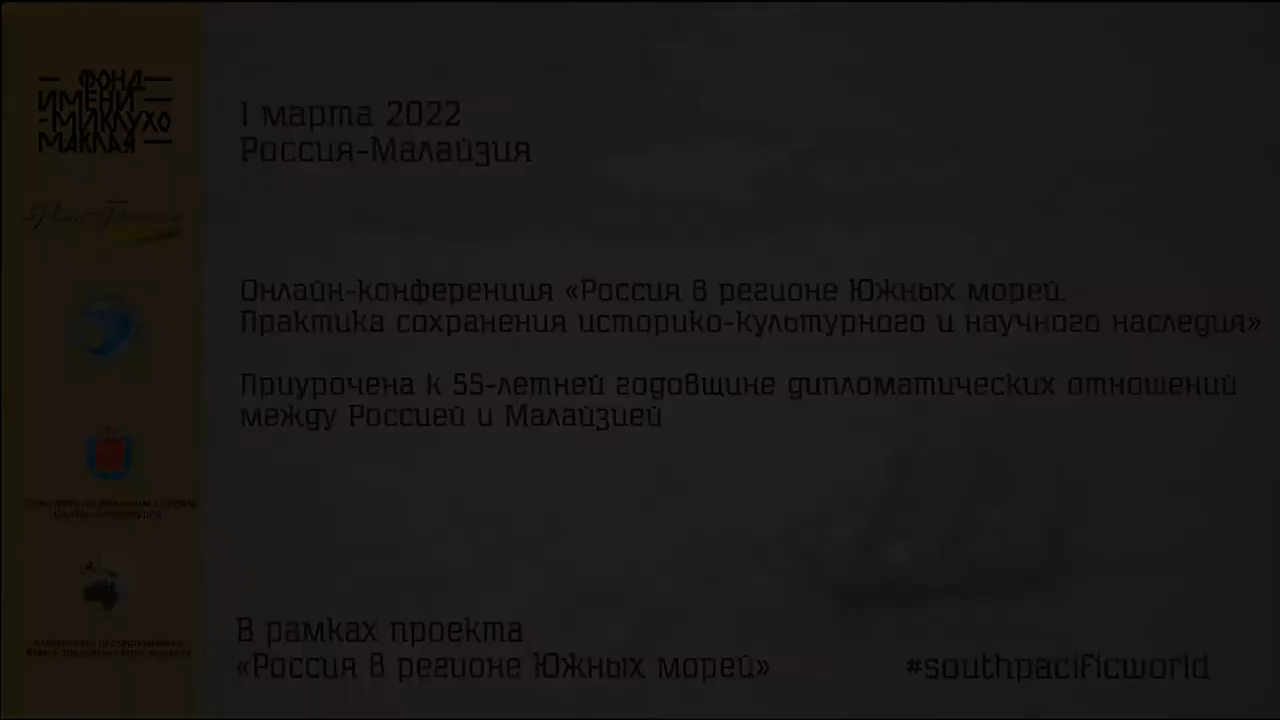 ФОНД
ИМЕНИ
МИКЛУХО
МАКЛАЯ
1 марта 2022
Россия-Малайзия
Онлайн-конференция «Россия в регионе Южных морей.
Практика сохранения историко-культурного и научного наследия»
Приурочена к 55-летней годовщине дипломатических отношений
между Россией и Малайзией
В рамках проекта
«Россия в регионе Южных морей»
#southpacificworld